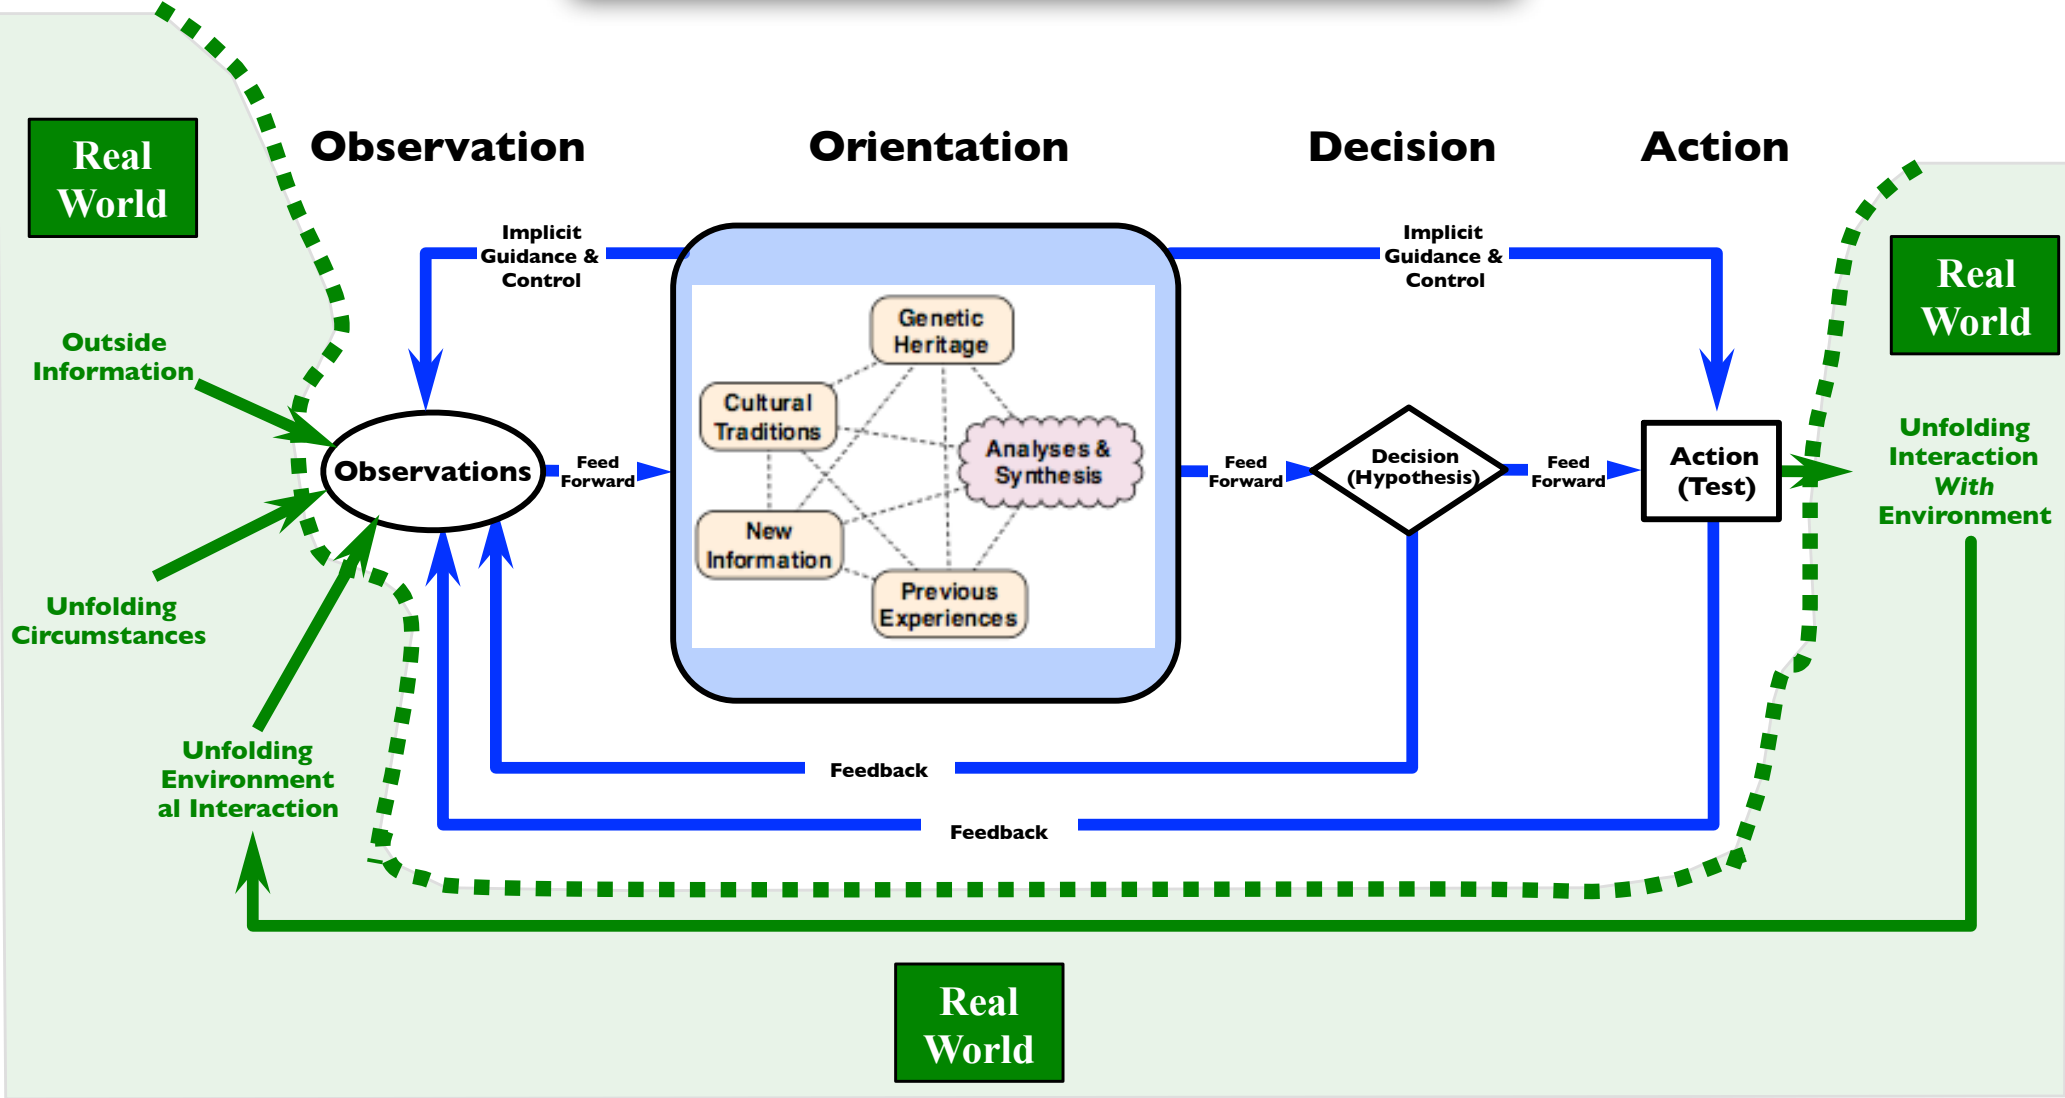 Real
World
Observation
Orientation
Decision
Action
Implicit
Guidance &
Control
Implicit
Guidance &
Control
Real
World
Outside
Information
Genetic
Heritage
Cultural
Traditions
Analyses &
Synthesis
New
Information
Previous
Experiences
Observations
Feed
Forward
Feed
Forward
Decision
(Hypothesis)
Feed
Forward
Action
(Test)
Unfolding
Interaction
With
Environment
Unfolding
Circumstances
Unfolding
Environment
al Interaction
Feedback
Feedback
Real
World